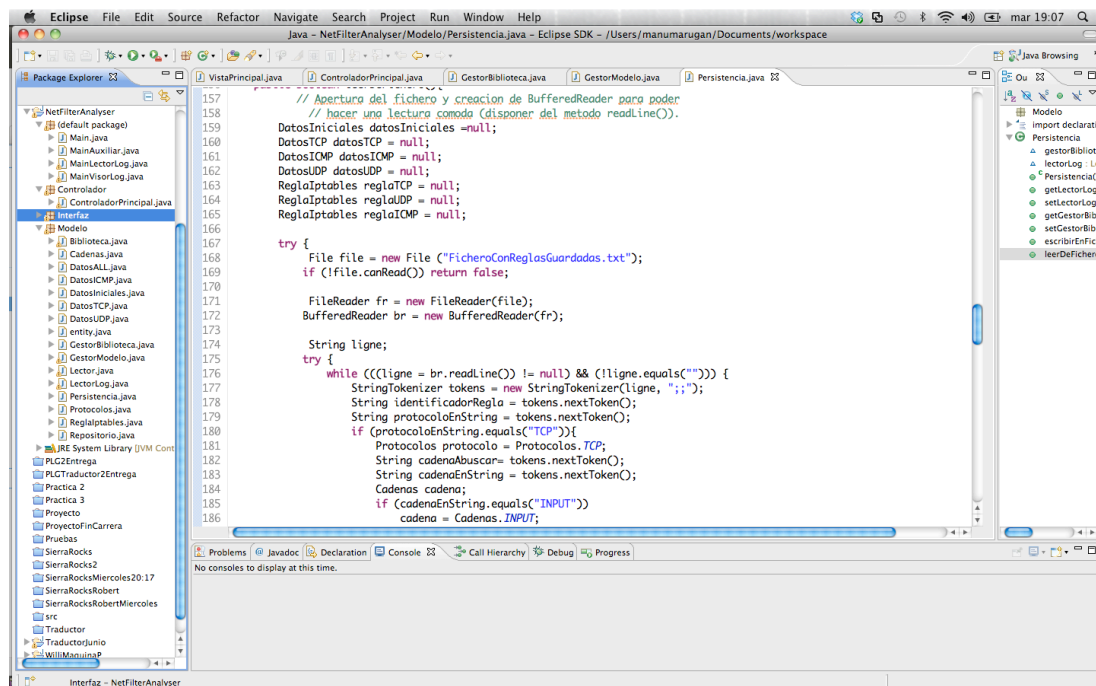 Eclipse File Edit Source Refactor Navigate Search Project Run Window Help mar 19:07
Java – NetFilterAnalyser/Modelo/Persistencia.java – Eclipse SDK – /Users/manumarugan/Documents/workspace
Java Browsing
Package Explorer
NetFilterAnalyser
(default package)
Main.java
MainAuxiliar.java
MainLectorLog.java
MainVisorLog.java
Controlador
ControladorPrincipal.java
Interfaz
Modelo
Biblioteca.java
Cadenas.java
DatosALL.java
DatosICMP.java
DatosIniciales.java
DatosTCP.java
DatosUDP.java
entity.java
GestorBiblioteca.java
GestorModelo.java
Lector.java
LectorLog.java
Persistencia.java
Protocolos.java
ReglaIptables.java
Repositorio.java
JRE System Library [JVM Cont
PLG2Entrega
PLGTraductor2Entrega
Practica 2
Practica 3
Proyecto
ProyectoFinCarrera
Pruebas
SierraRocks
SierraRocks2
SierraRocksMiercoles20:17
SierraRocksRobert
SierraRocksRobertMiercoles
src
Traductor
TraductorJunio
WilliMaquinaP
VistaPrincipal.java ControladorPrincipal.java GestorBiblioteca.java GestorModelo.java Persistencia.java
157 // Apertura del fichero y creacion de BufferedReader para poder
158 // hacer una lectura comoda (disponer del metodo readLine()).
159 DatosIniciales datosIniciales =null;
160 DatosTCP datosTCP = null;
161 DatosICMP datosICMP = null;
162 DatosUDP datosUDP = null;
163 ReglaIptables reglaTCP = null;
164 ReglaIptables reglaUDP = null;
165 ReglaIptables reglaICMP = null;
166
167 try {
168 File file = new File ("FicheroConReglasGuardadas.txt");
169 if (!file.canRead()) return false;
170
171 FileReader fr = new FileReader(file);
172 BufferedReader br = new BufferedReader(fr);
173
174 String ligne;
175 try {
176 while (((ligne = br.readLine()) != null) && (!ligne.equals(""))) {
177 StringTokenizer tokens = new StringTokenizer(ligne, ";;");
178 String identificadorRegla = tokens.nextToken();
179 String protocoloEnString = tokens.nextToken();
180 if (protocoloEnString.equals("TCP")){
181 Protocolos protocolo = Protocolos.TCP;
182 String cadenaAbuscar= tokens.nextToken();
183 String cadenaEnString = tokens.nextToken();
184 Cadenas cadena;
185 if (cadenaEnString.equals("INPUT"))
186 cadena = Cadenas.INPUT;
Ou
Modelo
import declarati
Persistencia
gestorBibliot
lectorLog : L
Persistencia(
getLectorLog
setLectorLog
getGestorBib
setGestorBib
escribirEnFic
leerDeFichero
Problems Javadoc Declaration Console Call Hierarchy Debug Progress
No consoles to display at this time.
Interfaz – NetFilterAnalyser